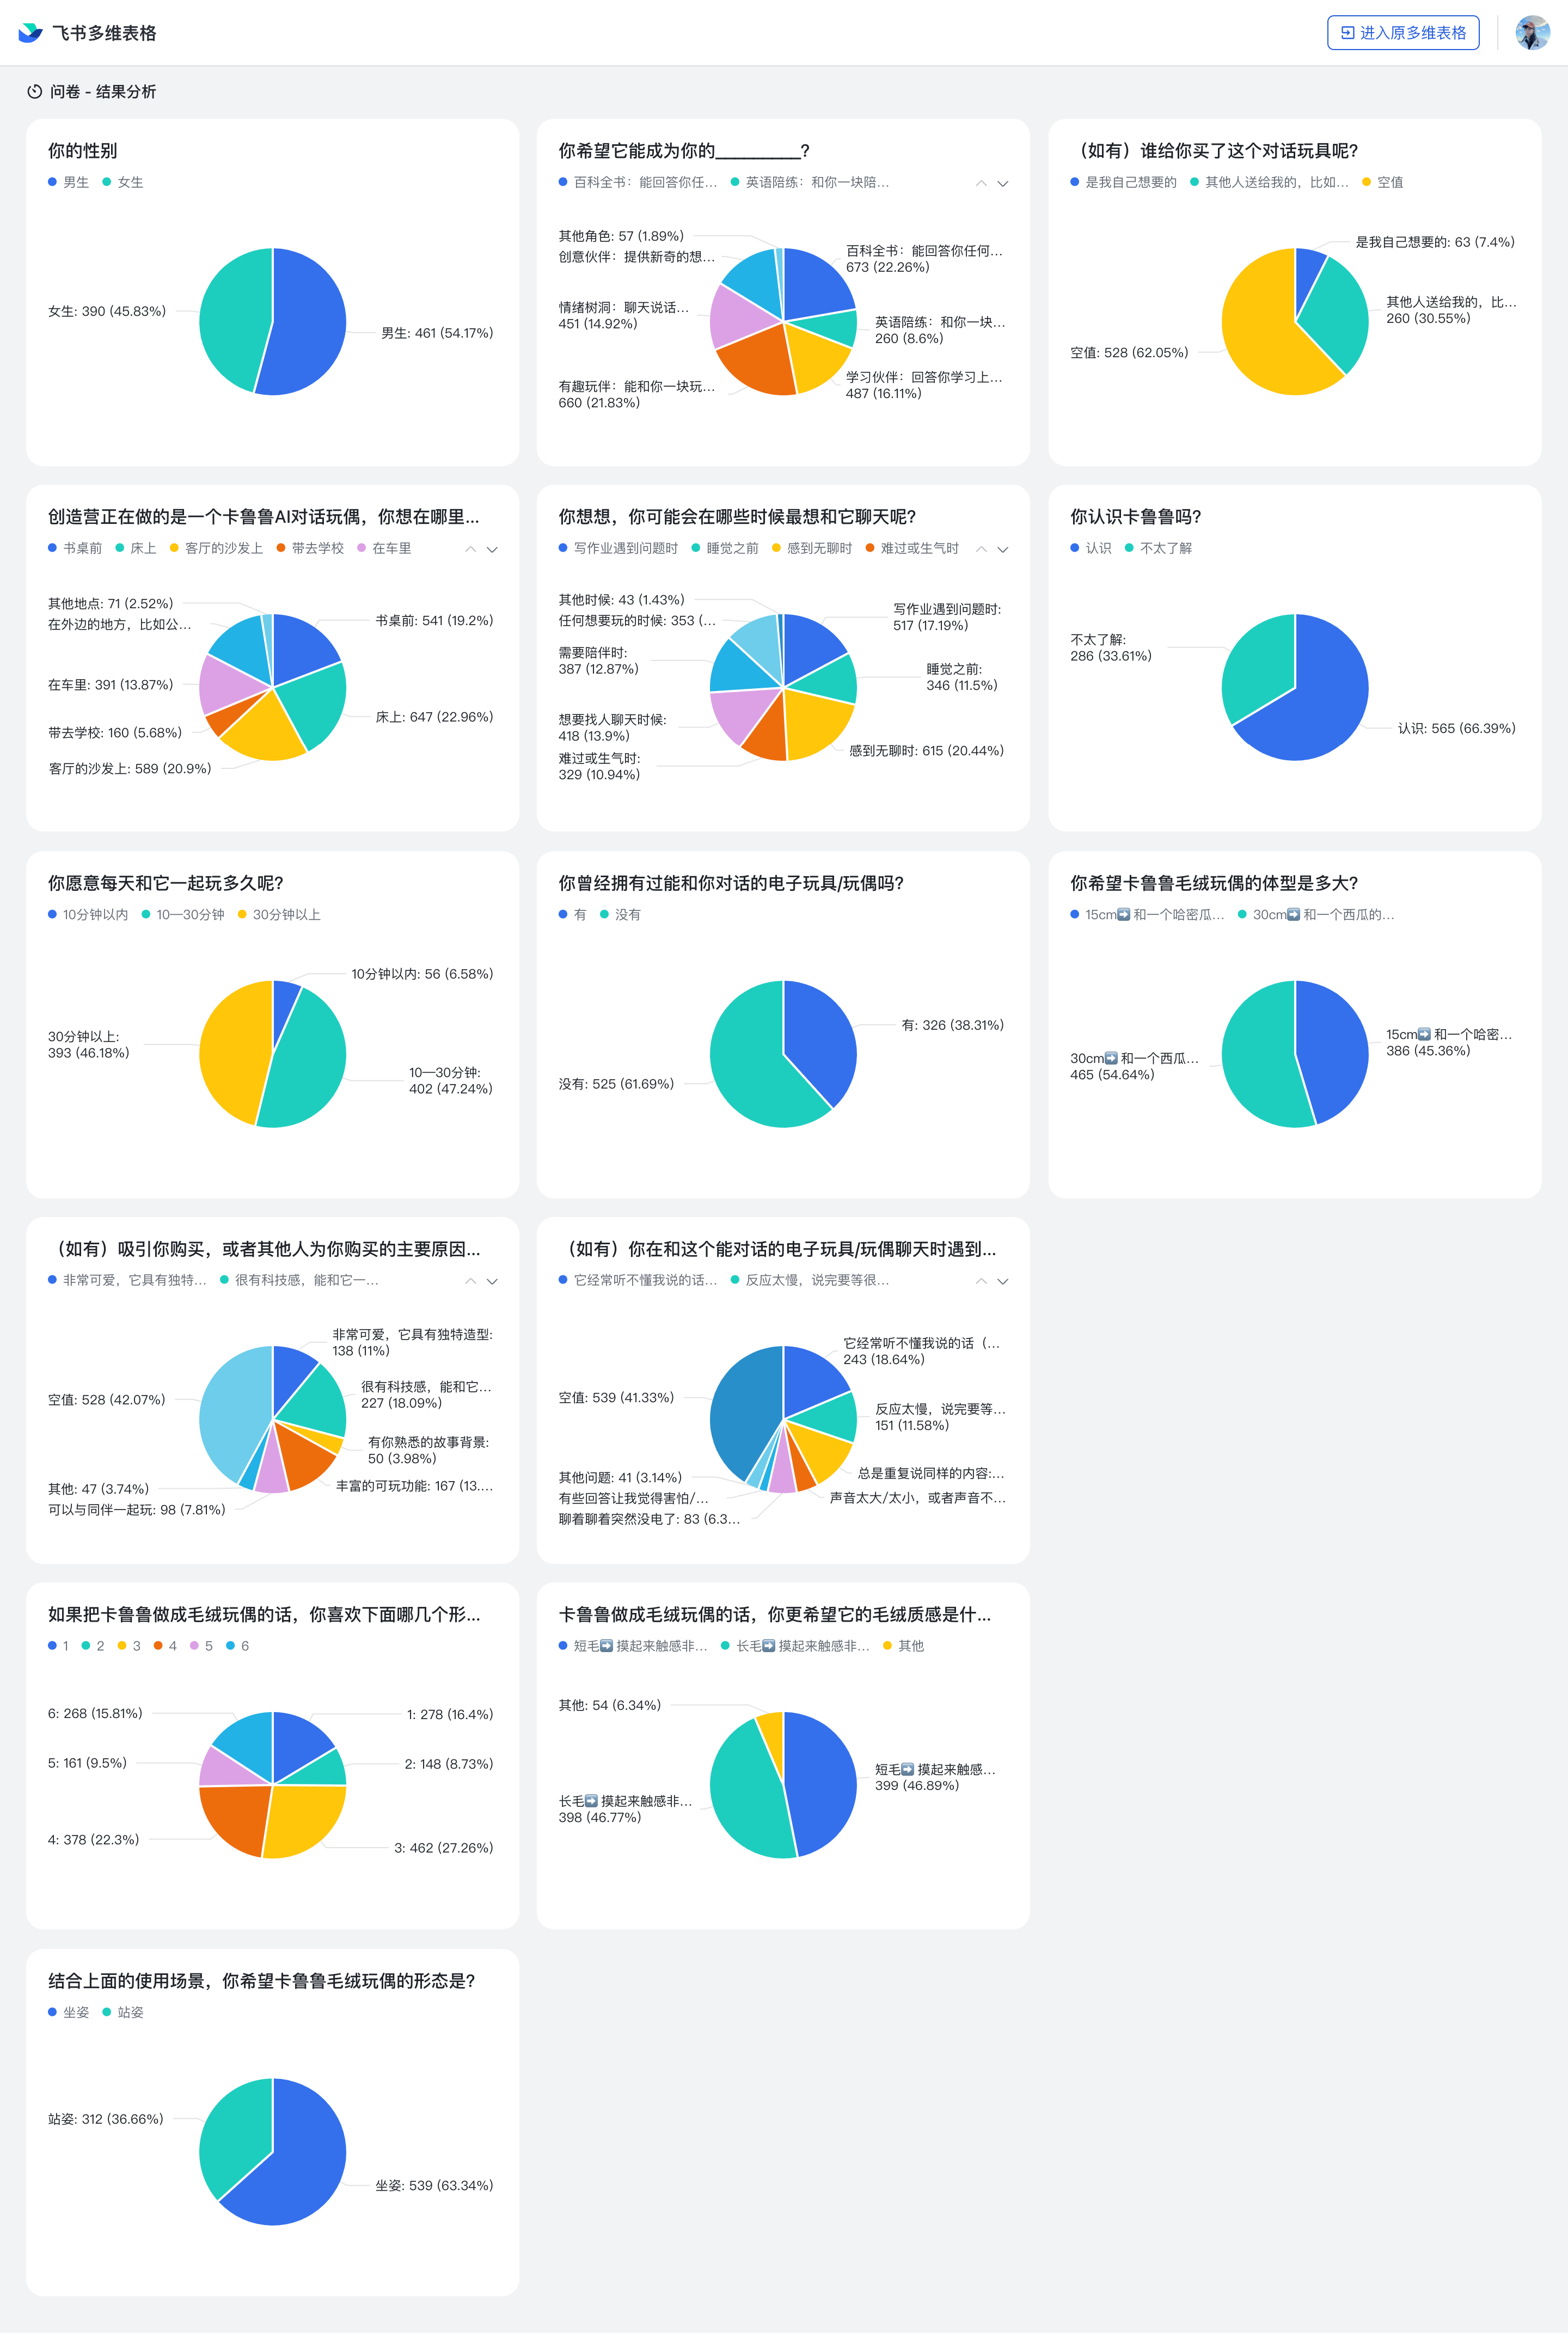 飞书多维表格
进入原多维表格
问卷 - 结果分析
你的性别
男生 女生
女生: 390 (45.83%)
男生: 461 (54.17%)
你希望它能成为你的__________?
百科全书：能回答你任… 英语陪练：和你一块陪…
其他角色: 57 (1.89%)
创意伙伴：提供新奇的想…
百科全书：能回答你任何…
673 (22.26%)
情绪树洞：聊天说话…
451 (14.92%)
英语陪练：和你一块…
260 (8.6%)
学习伙伴：回答你学习上…
487 (16.11%)
有趣玩伴：能和你一块玩…
660 (21.83%)
（如有）谁给你买了这个对话玩具呢?
是我自己想要的 其他人送给我的，比如… 空值
是我自己想要的: 63 (7.4%)
其他人送给我的，比…
260 (30.55%)
空值: 528 (62.05%)
创造营正在做的是一个卡鲁鲁AI对话玩偶，你想在哪里…
书桌前 床上 客厅的沙发上 带去学校 在车里
其他地点: 71 (2.52%)
在外边的地方，比如公…
书桌前: 541 (19.2%)
在车里: 391 (13.87%)
床上: 647 (22.96%)
带去学校: 160 (5.68%)
客厅的沙发上: 589 (20.9%)
你想想，你可能会在哪些时候最想和它聊天呢?
写作业遇到问题时 睡觉之前 感到无聊时 难过或生气时
其他时候: 43 (1.43%)
任何想要玩的时候: 353 (…
写作业遇到问题时:
517 (17.19%)
需要陪伴时:
387 (12.87%)
睡觉之前:
346 (11.5%)
想要找人聊天时候:
418 (13.9%)
感到无聊时: 615 (20.44%)
难过或生气时:
329 (10.94%)
你认识卡鲁鲁吗?
认识 不太了解
不太了解:
286 (33.61%)
认识: 565 (66.39%)
你愿意每天和它一起玩多久呢?
10分钟以内 10—30分钟 30分钟以上
10分钟以内: 56 (6.58%)
30分钟以上:
393 (46.18%)
10—30分钟:
402 (47.24%)
你曾经拥有过能和你对话的电子玩具/玩偶吗?
有 没有
有: 326 (38.31%)
没有: 525 (61.69%)
你希望卡鲁鲁毛绒玩偶的体型是多大?
15cm➡️ 和一个哈密瓜… 30cm➡️ 和一个西瓜的…
15cm➡️ 和一个哈密…
386 (45.36%)
30cm➡️ 和一个西瓜…
465 (54.64%)
（如有）吸引你购买，或者其他人为你购买的主要原因…
非常可爱，它具有独特… 很有科技感，能和它一…
非常可爱，它具有独特造型:
138 (11%)
很有科技感，能和它…
227 (18.09%)
空值: 528 (42.07%)
有你熟悉的故事背景:
50 (3.98%)
丰富的可玩功能: 167 (13.…
其他: 47 (3.74%)
可以与同伴一起玩: 98 (7.81%)
（如有）你在和这个能对话的电子玩具/玩偶聊天时遇到…
它经常听不懂我说的话… 反应太慢，说完要等很…
它经常听不懂我说的话（…
243 (18.64%)
空值: 539 (41.33%)
反应太慢，说完要等…
151 (11.58%)
总是重复说同样的内容:…
其他问题: 41 (3.14%)
有些回答让我觉得害怕/…
声音太大/太小，或者声音不…
聊着聊着突然没电了: 83 (6.3…
如果把卡鲁鲁做成毛绒玩偶的话，你喜欢下面哪几个形…
1 2 3 4 5 6
6: 268 (15.81%)
1: 278 (16.4%)
5: 161 (9.5%)
2: 148 (8.73%)
4: 378 (22.3%)
3: 462 (27.26%)
卡鲁鲁做成毛绒玩偶的话，你更希望它的毛绒质感是什…
短毛➡️ 摸起来触感非… 长毛➡️ 摸起来触感非… 其他
其他: 54 (6.34%)
短毛➡️ 摸起来触感…
399 (46.89%)
长毛➡️ 摸起来触感非…
398 (46.77%)
结合上面的使用场景，你希望卡鲁鲁毛绒玩偶的形态是?
坐姿 站姿
站姿: 312 (36.66%)
坐姿: 539 (63.34%)